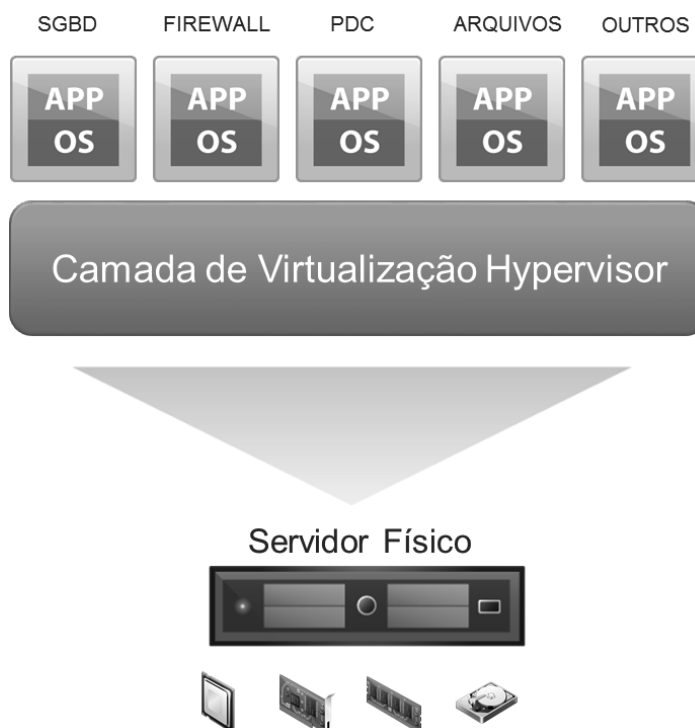 SGBD FIREWALL PDC ARQUIVOS OUTROS
APP APP APP APP APP
OS OS OS OS OS
Camada de Virtualização Hypervisor
Servidor Físico